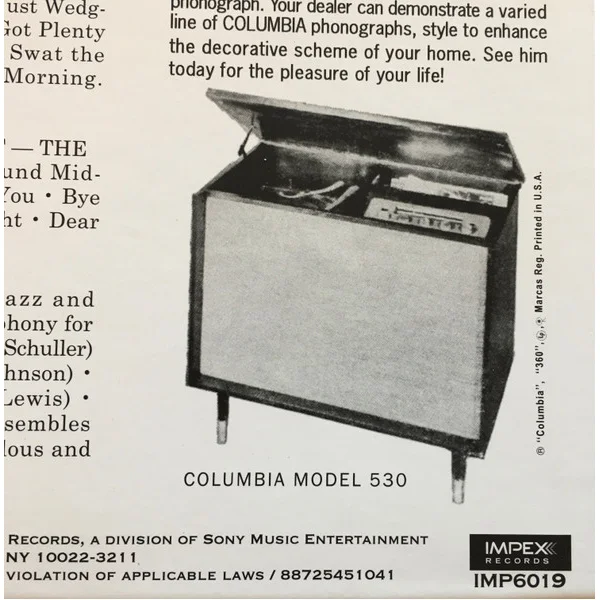 ust Wedg-
Got Plenty
Swat the
Morning.
— THE
und Mid-
You • Bye
ht • Dear
azz and
phony for
Schuller)
hnson) •
Lewis) •
sembles
lous and
phonograph. Your dealer can demonstrate a varied
line of COLUMBIA phonographs, style to enhance
the decorative scheme of your home. See him
today for the pleasure of your life!
COLUMBIA MODEL 530
® "Columbia", "360", Marcas Reg. Printed in U.S.A.
RECORDS, A DIVISION OF SONY MUSIC ENTERTAINMENT
NY 10022-3211
VIOLATION OF APPLICABLE LAWS / 88725451041
IMPEX
RECORDS
IMP6019